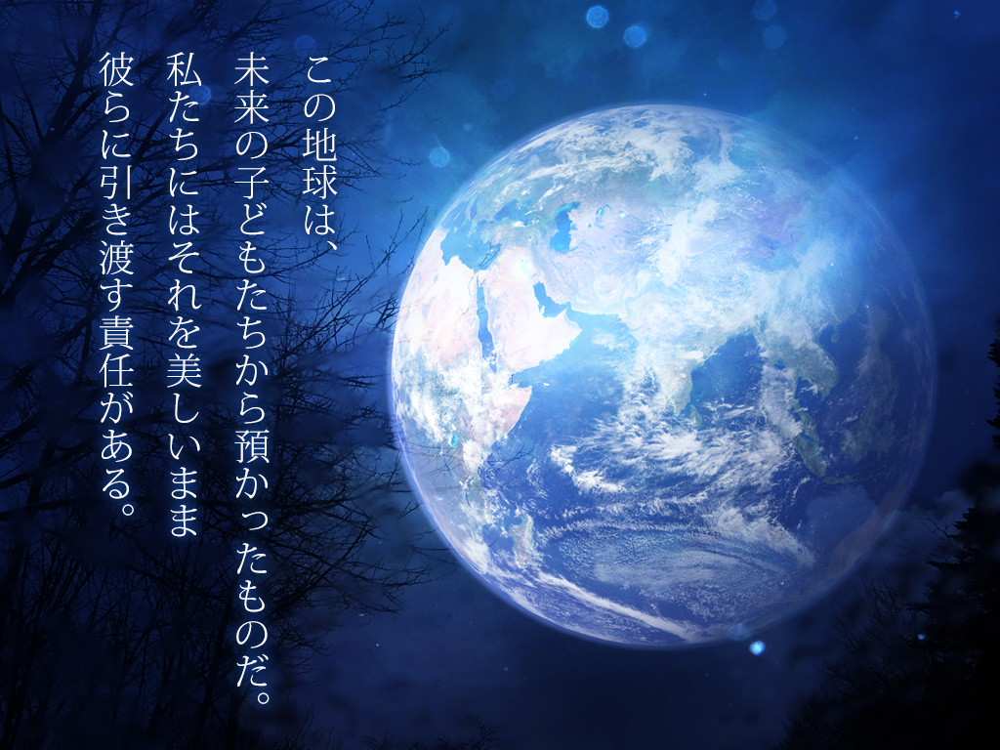 この地球は、
未来の子どもたちから預かったものだ。
私たちにはそれを美しいまま
彼らに引き渡す責任がある。